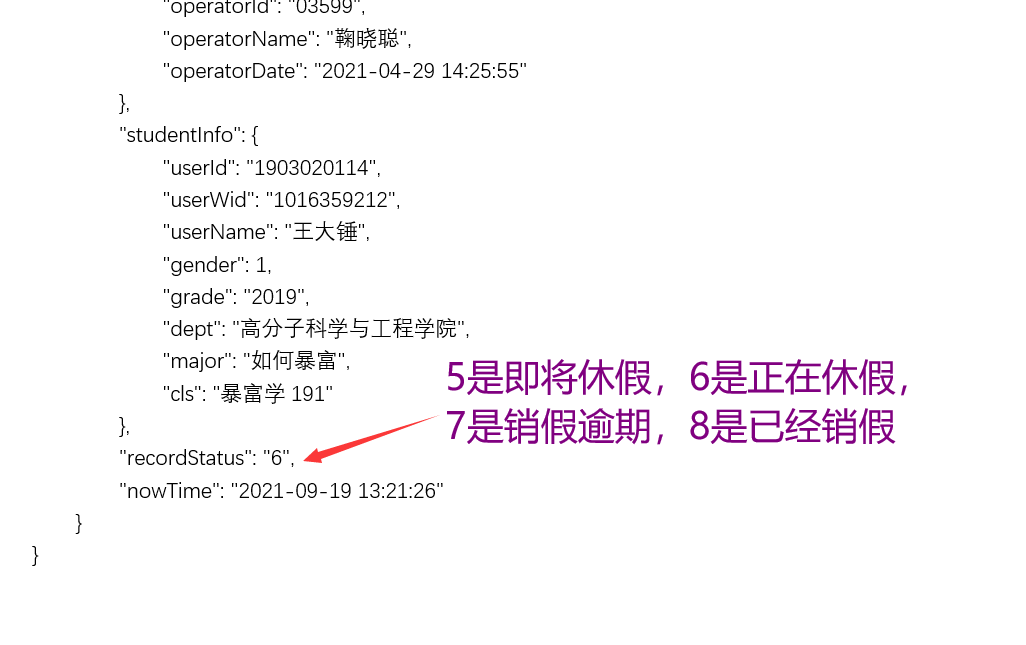 "operatorId": "03599",
"operatorName": "鞠晓聪",
"operatorDate": "2021-04-29 14:25:55"
},
"studentInfo": {
"userId": "1903020114",
"userWid": "1016359212",
"userName": "王大锤",
"gender": 1,
"grade": "2019",
"dept": "高分子科学与工程学院",
"major": "如何暴富",
"cls": "暴富学 191"
},
"recordStatus": "6",
"nowTime": "2021-09-19 13:21:26"
}
}
5是即将休假，6是正在休假，
7是销假逾期，8是已经销假